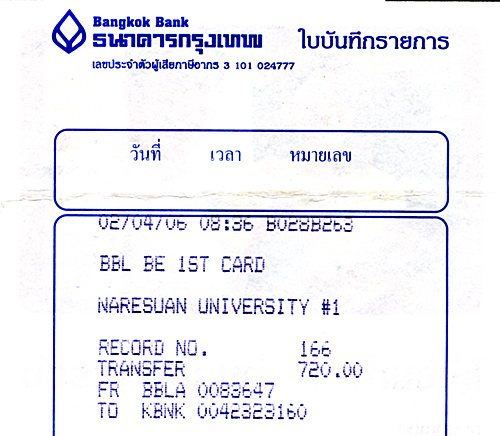 Bangkok Bank
ธนาคารกรุงเทพ ใบบันทึกรายการ
เลขประจำตัวผู้เสียภาษีอากร 3 101 024777
วันที่ เวลา หมายเลข
02/04/06 08:36 B028B263
BBL BE 1ST CARD
NARESUAN UNIVERSITY #1
RECORD NO. 166
TRANSFER 720.00
FR BBLA 0083647
TO KBNK 0042323160